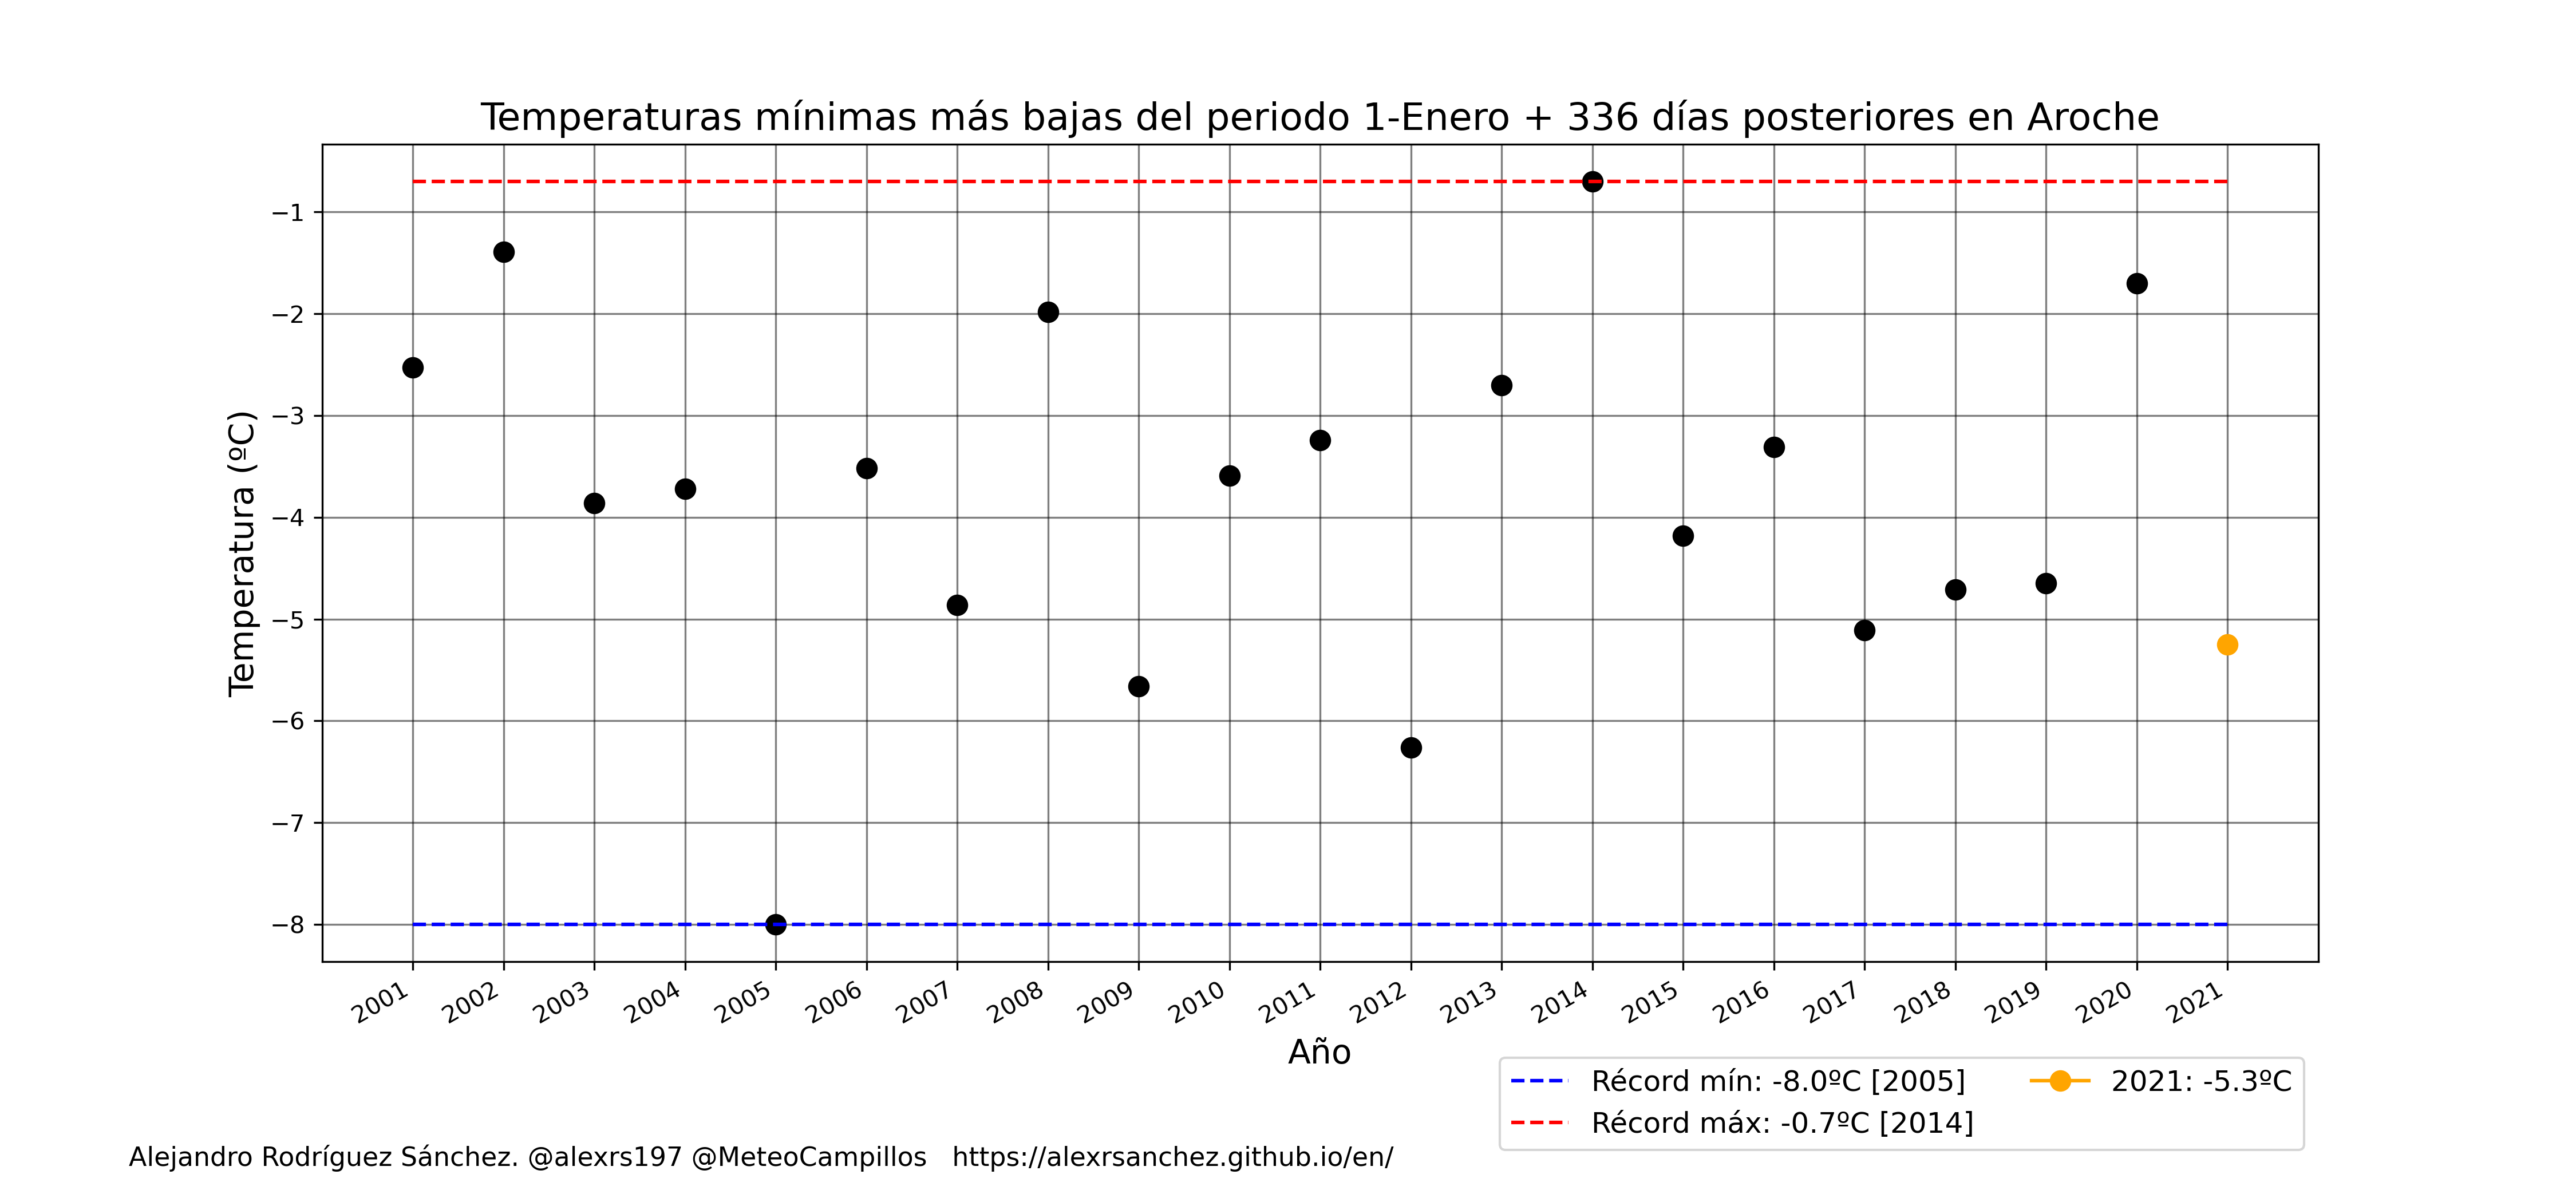 Temperaturas mínimas más bajas del periodo 1-Enero + 336 días posteriores en Aroche
Temperatura (ºC)
−1
−2
−3
−4
−5
−6
−7
−8
2001 2002 2003 2004 2005 2006 2007 2008 2009 2010 2011 2012 2013 2014 2015 2016 2017 2018 2019 2020 2021
Año
Récord mín: -8.0ºC [2005]
Récord máx: -0.7ºC [2014]
2021: -5.3ºC
Alejandro Rodríguez Sánchez. @alexrs197 @MeteoCampillos https://alexrsanchez.github.io/en/